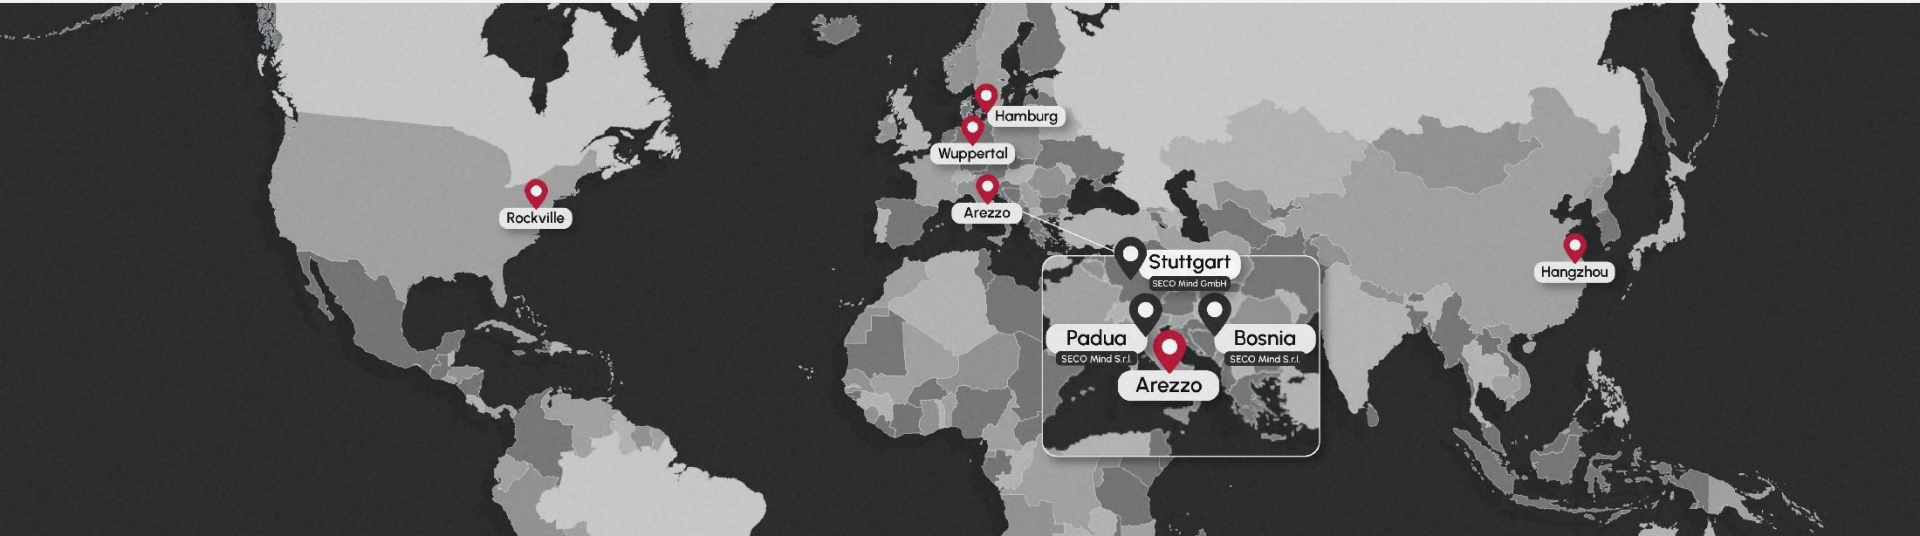 Hamburg
Wuppertal
Rockville
Arezzo
Hangzhou
Stuttgart
SECO Mind GmbH
Padua
SECO Mind S.r.l.
Bosnia
SECO Mind S.r.l.
Arezzo